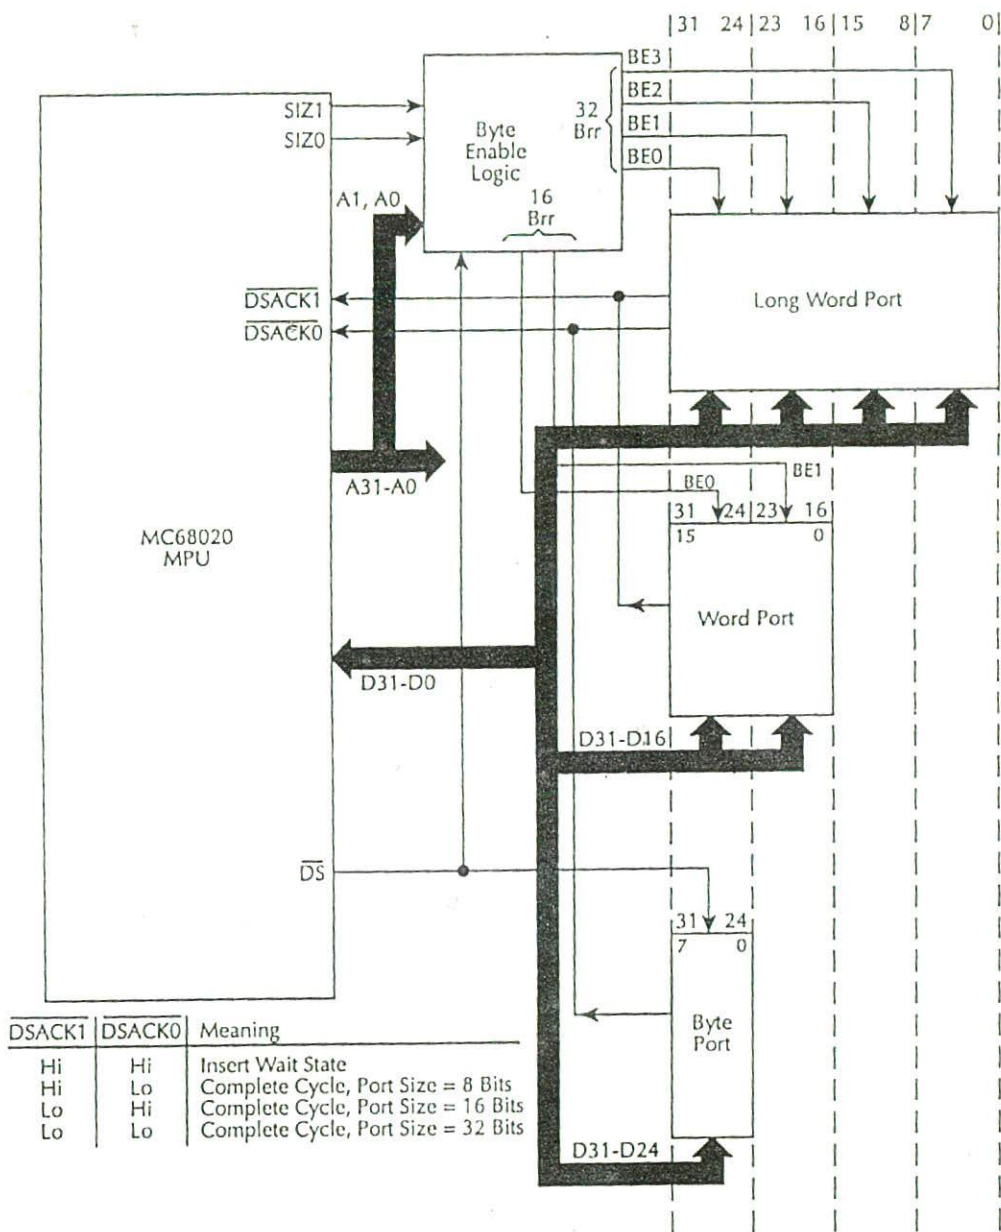 31 24 23 16 15 8 7 0
BE3
BE2
BE1
BE0
32
Brr
SIZ1
SIZ0
Byte
Enable
Logic
16
Brr
A1, A0
DSACK1
DSACK0
Long Word Port
A31-A0
BE0
BE1
31 24 23 16
15 0
MC68020
MPU
Word Port
D31-D0
D31-D16
DS
31 24
7 0
Byte
Port
D31-D24
DSACK1 DSACK0 Meaning
Hi Hi Insert Wait State
Hi Lo Complete Cycle, Port Size = 8 Bits
Lo Hi Complete Cycle, Port Size = 16 Bits
Lo Lo Complete Cycle, Port Size = 32 Bits